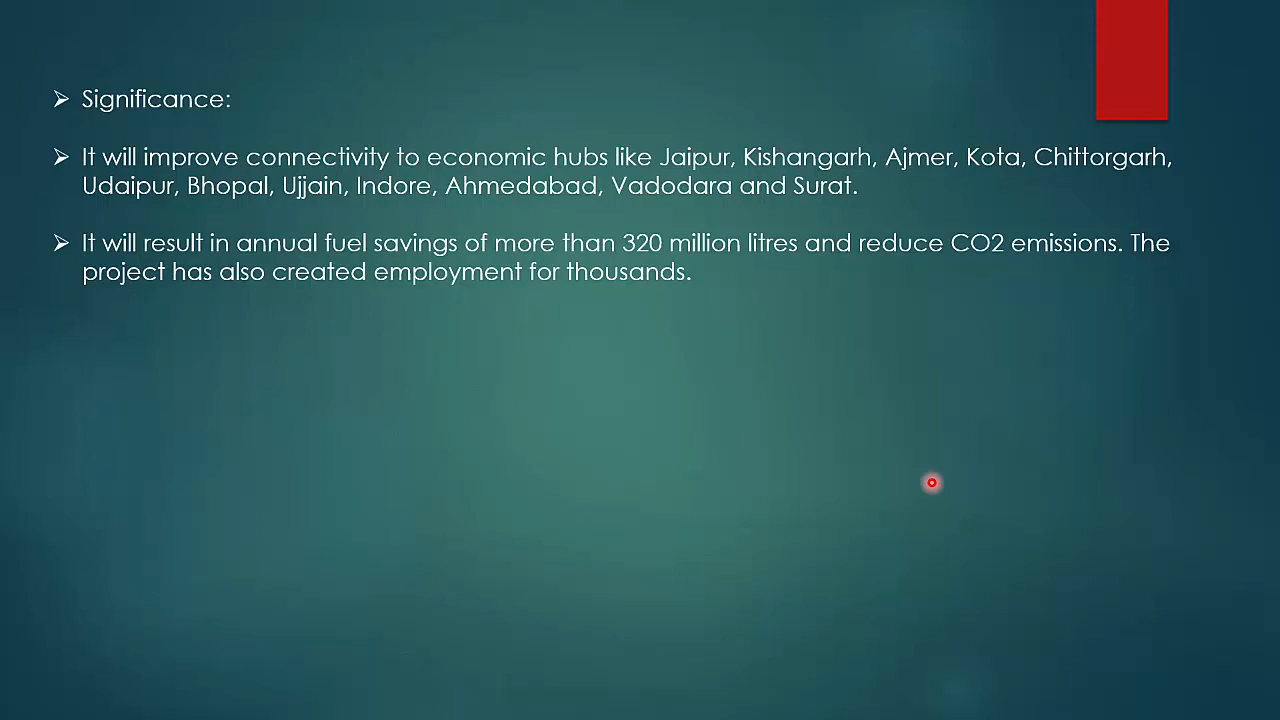 Significance:
It will improve connectivity to economic hubs like Jaipur, Kishangarh, Ajmer, Kota, Chittorgarh,
Udaipur, Bhopal, Ujjain, Indore, Ahmedabad, Vadodara and Surat.
It will result in annual fuel savings of more than 320 million litres and reduce CO2 emissions. The
project has also created employment for thousands.